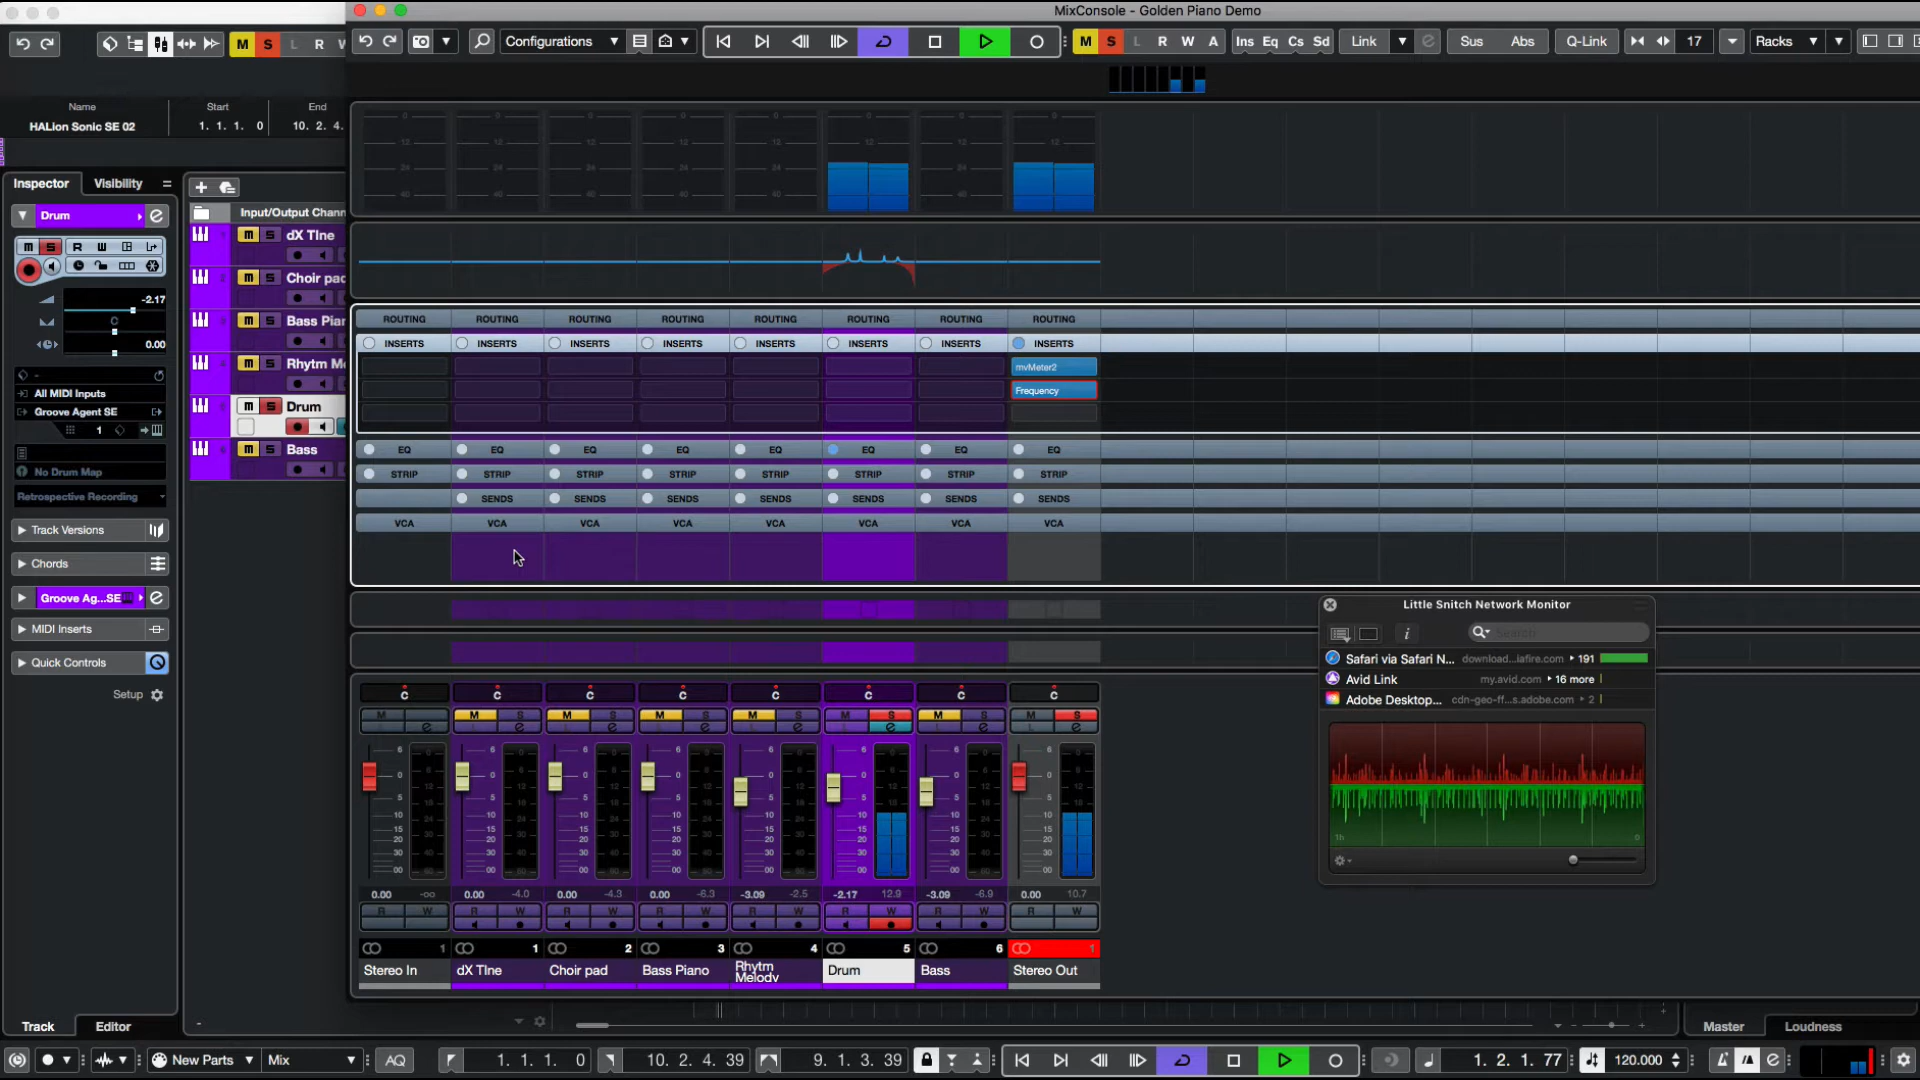 MixConsole - Golden Piano Demo
M S L R W
Configurations
M S L R W A
Ins Eq Cs Sd
Link
Sus Abs
Q-Link
17
Racks
Name
Start
End
HALion Sonic SE 02
1. 1. 1. 0
10. 2. 4.
Inspector
Visibility
Input/Output Chann
Drum
dX TIne
Choir pad
Bass Pian
Rhytm Me
Drum
Bass
-2.17
C
0.00
All MIDI Inputs
Groove Agent SE
1
No Drum Map
Retrospective Recording
Track Versions
Chords
Groove Ag...SE
MIDI Inserts
Quick Controls
Setup
ROUTING ROUTING ROUTING ROUTING ROUTING ROUTING ROUTING ROUTING
INSERTS INSERTS INSERTS INSERTS INSERTS INSERTS INSERTS INSERTS
mvMeter2
Frequency
EQ EQ EQ EQ EQ EQ EQ EQ
STRIP STRIP STRIP STRIP STRIP STRIP STRIP STRIP
SENDS SENDS SENDS SENDS SENDS SENDS SENDS
VCA VCA VCA VCA VCA VCA VCA VCA
Little Snitch Network Monitor
Search
Safari via Safari N... download...iafire.com 191
Avid Link my.avid.com 16 more
Adobe Desktop... cdn-geo-ff...s.adobe.com 2
1h 0
C C C C C C C C
M S M S M S M S M S M S M S M S
0.00 -oo 0.00 -4.0 0.00 -4.3 0.00 -6.3 -3.09 -2.5 -2.17 12.9 -3.09 -6.9 0.00 10.7
R W R W R W R W R W R W R W R W
1 1 2 3 4 5 6 1
Stereo In dX TIne Choir pad Bass Piano Rhytm Melody Drum Bass Stereo Out
Track
Editor
Master
Loudness
New Parts
Mix
AQ
1. 1. 1. 0
10. 2. 4. 39
9. 1. 3. 39
1. 2. 1. 77
120.000